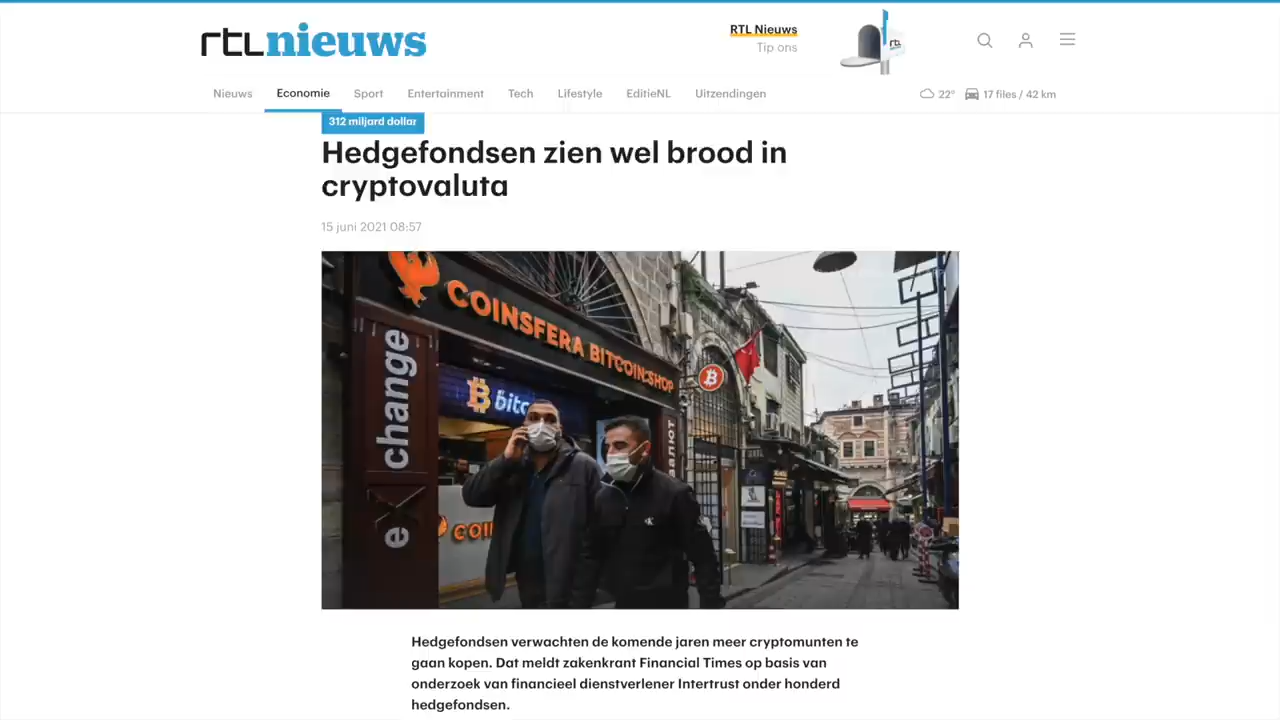 rtlnieuws
RTL Nieuws
Tip ons
rtl
Nieuws Economie Sport Entertainment Tech Lifestyle EditieNL Uitzendingen 22° 17 files / 42 km
312 miljard dollar
Hedgefondsen zien wel brood in
cryptovaluta
15 juni 2021 08:57
COINSFERA BITCOIN SHOP
e change
bitc
COIN
Hedgefondsen verwachten de komende jaren meer cryptomunten te
gaan kopen. Dat meldt zakenkrant Financial Times op basis van
onderzoek van financieel dienstverlener Intertrust onder honderd
hedgefondsen.